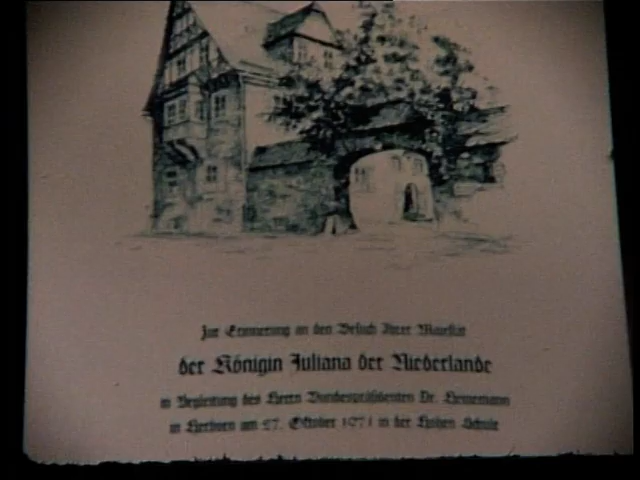 Zur Erinnerung an den Besuch Ihrer Majestät
der Königin Juliana der Niederlande
in Begleitung des Herrn Bundespräsidenten Dr. Heinemann
in Herborn am 27. Oktober 1971 in der Hohen Schule